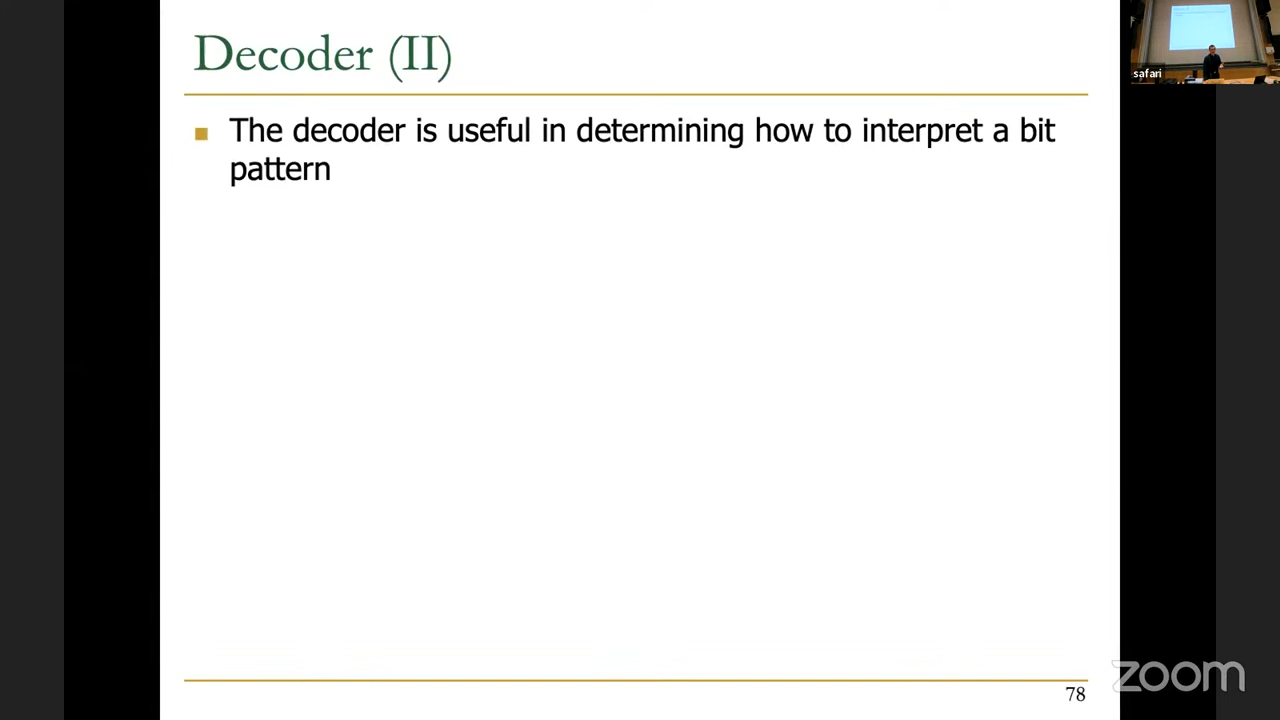 Decoder (II)
The decoder is useful in determining how to interpret a bit
pattern
78
safari
zoom